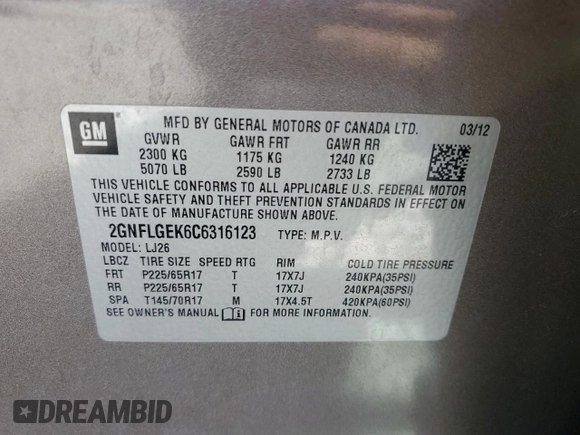 GM
MFD BY GENERAL MOTORS OF CANADA LTD. 03/12
GVWR GAWR FRT GAWR RR
2300 KG 1175 KG 1240 KG
5070 LB 2590 LB 2733 LB
THIS VEHICLE CONFORMS TO ALL APPLICABLE U.S. FEDERAL MOTOR
VEHICLE SAFETY AND THEFT PREVENTION STANDARDS IN EFFECT ON
THE DATE OF MANUFACTURE SHOWN ABOVE.
2GNFLGEK6C6316123 TYPE: M.P.V.
MODEL: LJ26
LBCZ TIRE SIZE SPEED RTG RIM COLD TIRE PRESSURE
FRT P225/65R17 T 17X7J 240KPA(35PSI)
RR P225/65R17 T 17X7J 240KPA(35PSI)
SPA T145/70R17 M 17X4.5T 420KPA(60PSI)
SEE OWNER'S MANUAL FOR MORE INFORMATION.
DREAMBID